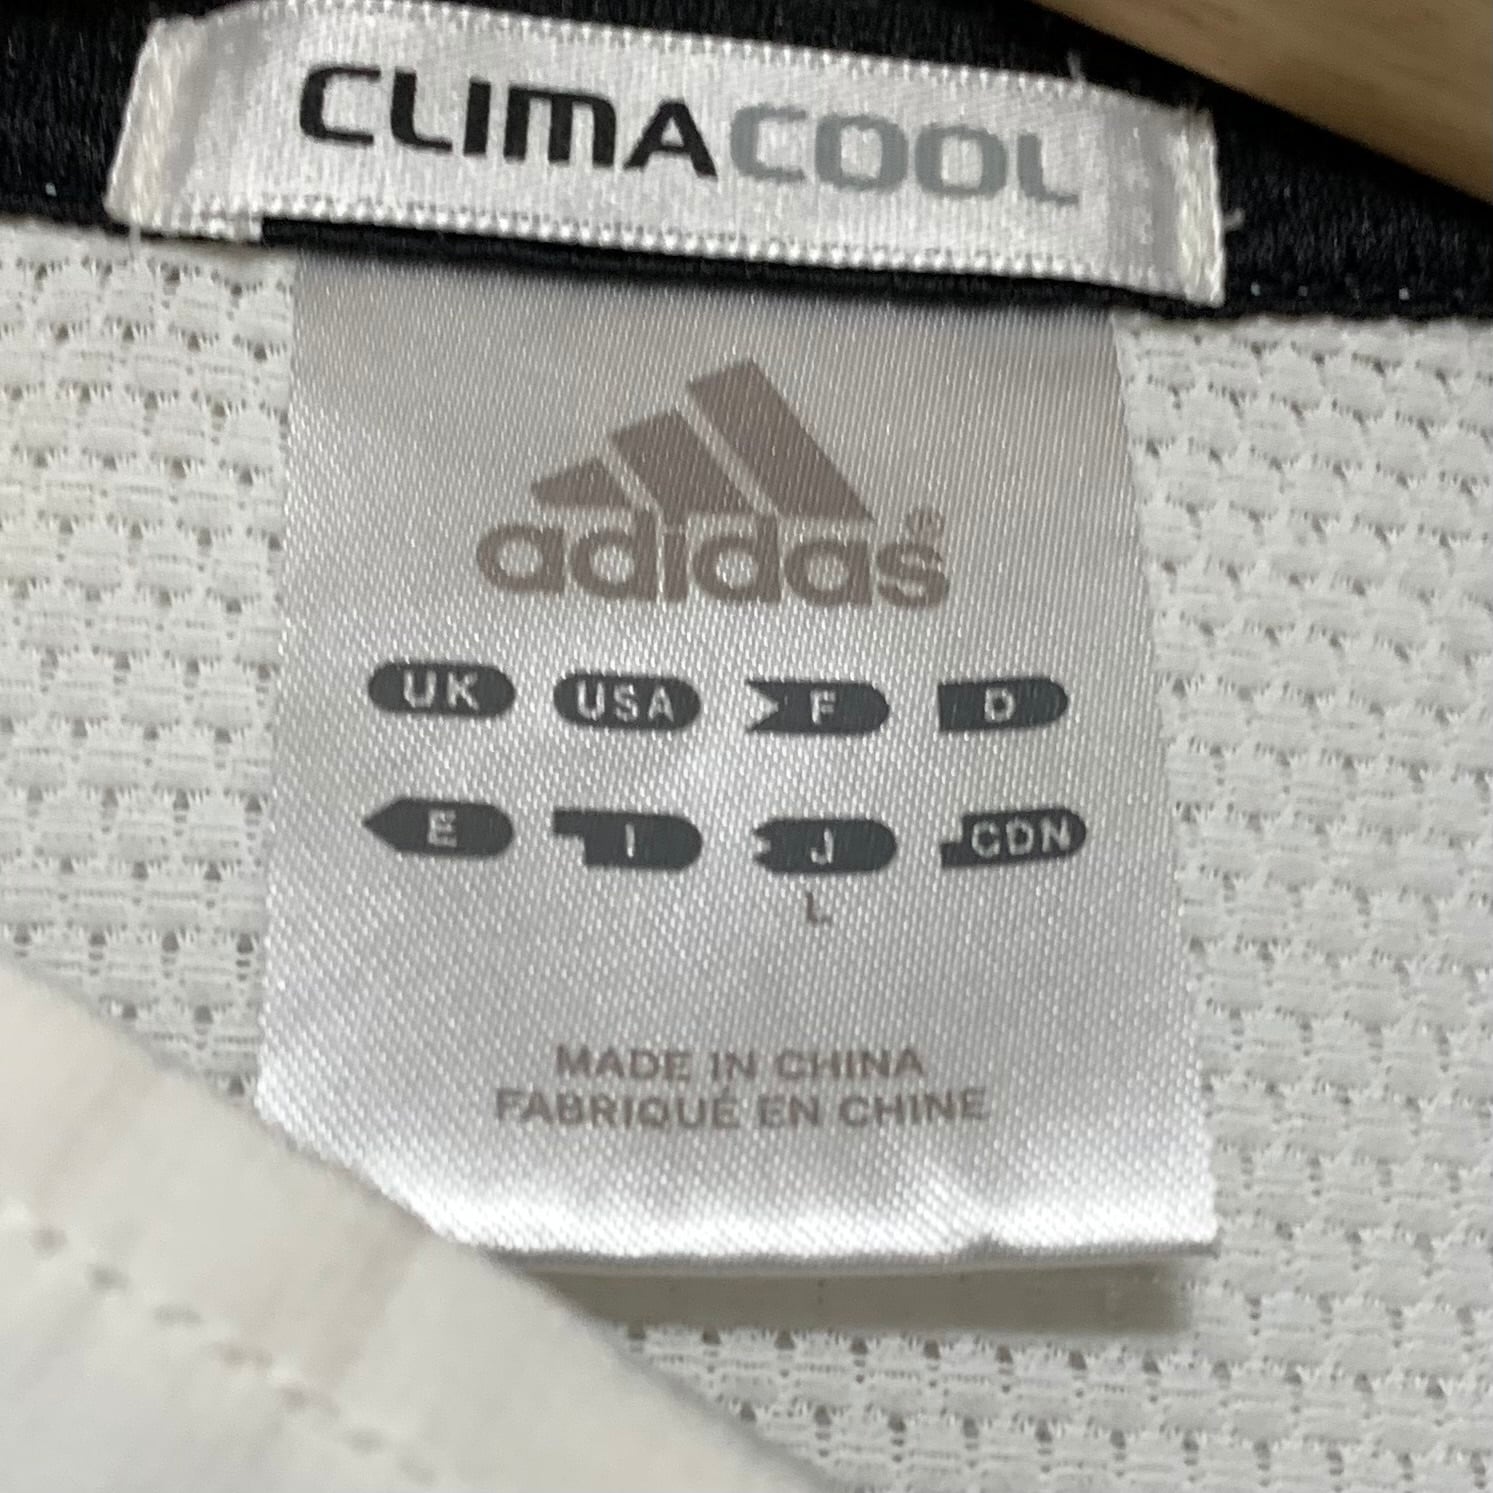 CLIMACOOL
adidas®
UK USA F D
E I J CDN
L
MADE IN CHINA
FABRIQUÉ EN CHINE